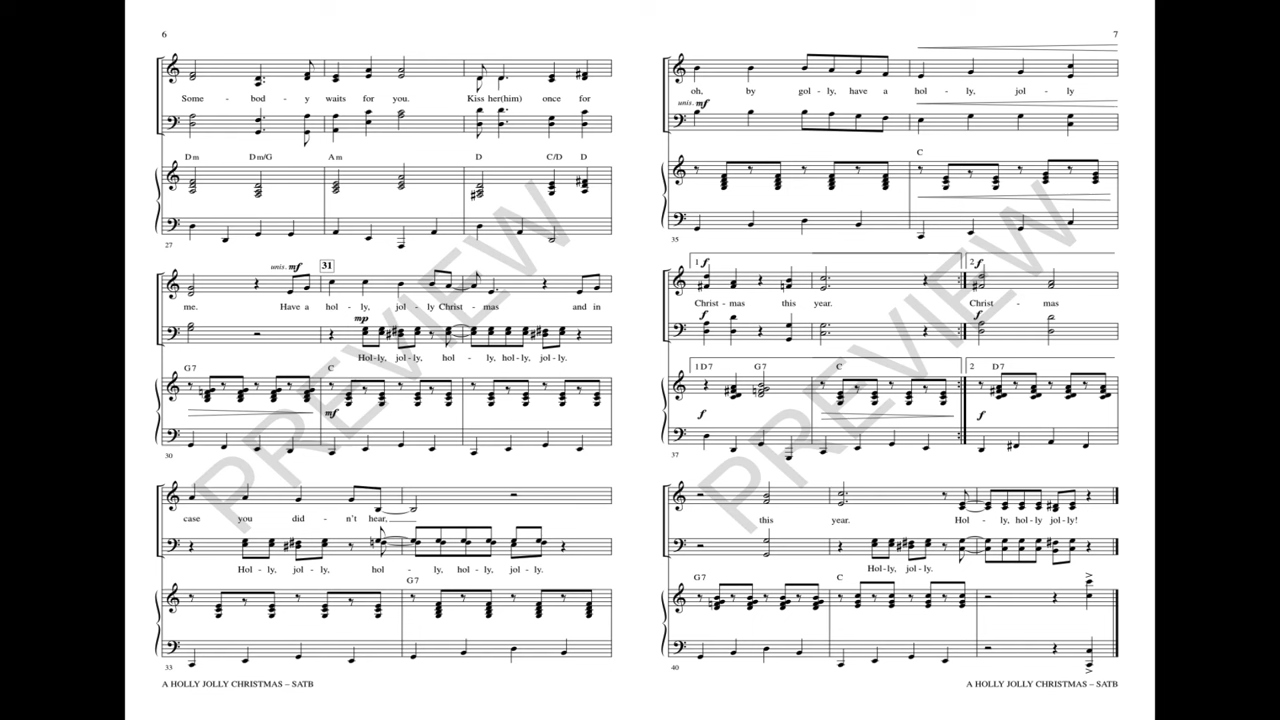 6
Some - bod - y waits for you. Kiss her(him) once for
Dm Dm/G Am D C/D D
27
unis. mf 31
me. Have a hol - ly, jol - ly Christ - mas and in
mp
Hol - ly, jol - ly, hol - ly, hol - ly, jol - ly.
G7 C
mf
30
case you did - n't hear,
Hol - ly, jol - ly, hol - ly, hol - ly, jol - ly.
G7
33
A HOLLY JOLLY CHRISTMAS – SATB
PREVIEW
7
oh, by gol - ly, have a hol - ly, jol - ly
unis. mf
C
35
1 f 2 f
Christ - mas this year. Christ - mas
f f
1 D7 G7 C 2 D7
f f
37
this year. Hol - ly, hol - ly jol - ly!
Hol - ly, jol - ly.
G7 C
40
A HOLLY JOLLY CHRISTMAS – SATB
PREVIEW